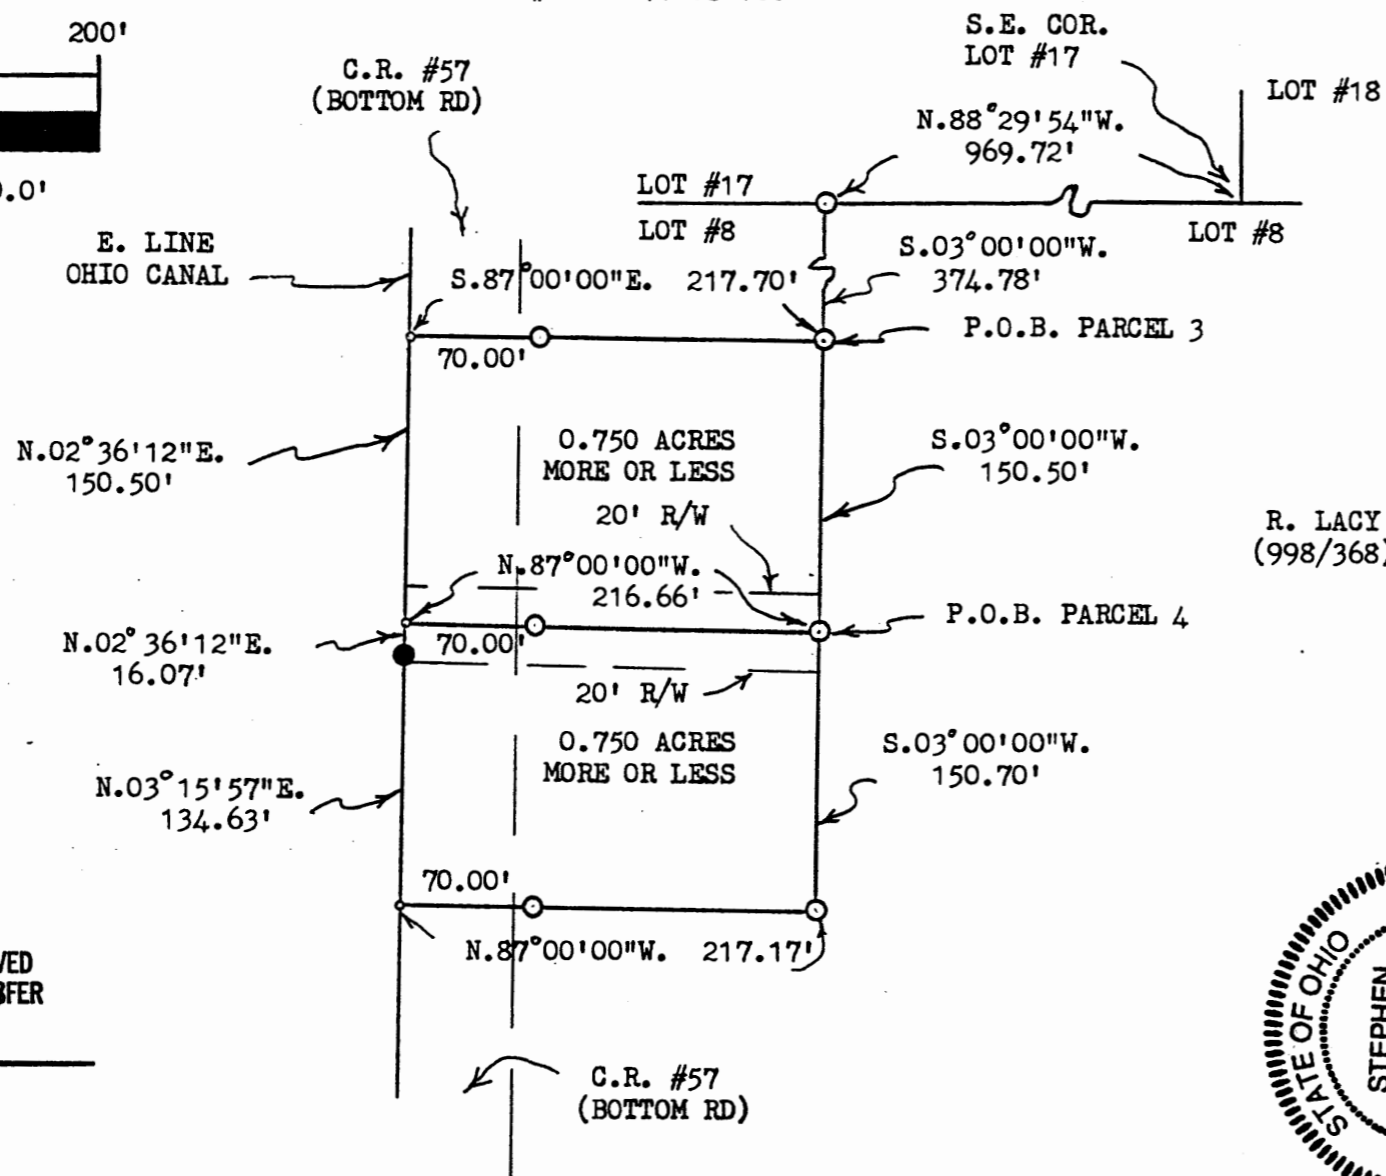 200'
.0'
C.R. #57
(BOTTOM RD)
S.E. COR.
LOT #17
LOT #18
N.88°29'54"W.
969.72'
LOT #17
LOT #8
LOT #8
E. LINE
OHIO CANAL
S.87°00'00"E. 217.70'
S.03°00'00"W.
374.78'
P.O.B. PARCEL 3
70.00'
N.02°36'12"E.
150.50'
0.750 ACRES
MORE OR LESS
20' R/W
S.03°00'00"W.
150.50'
R. LACY
(998/368)
N.87°00'00"W.
216.66'
P.O.B. PARCEL 4
N.02°36'12"E.
16.07'
70.00'
20' R/W
0.750 ACRES
MORE OR LESS
S.03°00'00"W.
150.70'
N.03°15'57"E.
134.63'
70.00'
N.87°00'00"W. 217.17'
VED
SFER
C.R. #57
(BOTTOM RD)
STATE OF OHIO
STEPHEN